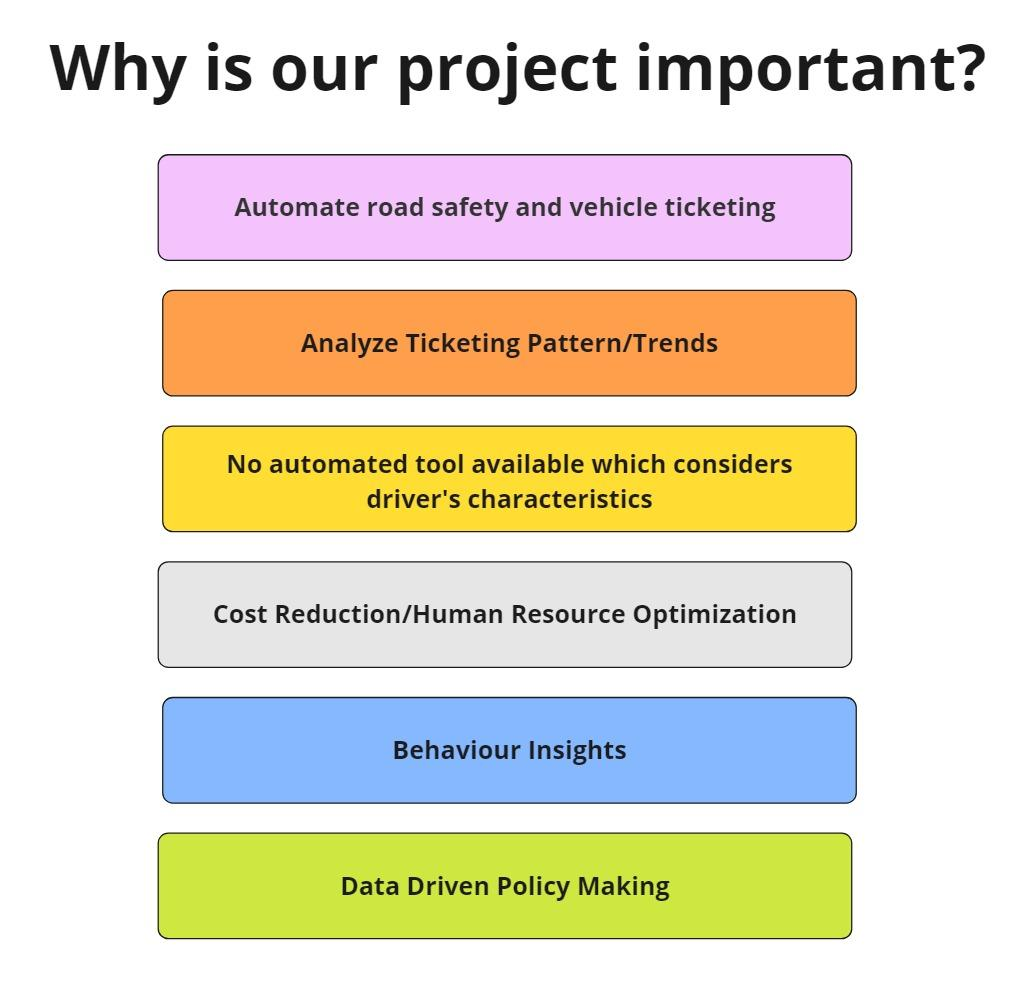 Why is our project important?
Automate road safety and vehicle ticketing
Analyze Ticketing Pattern/Trends
No automated tool available which considers
driver's characteristics
Cost Reduction/Human Resource Optimization
Behaviour Insights
Data Driven Policy Making